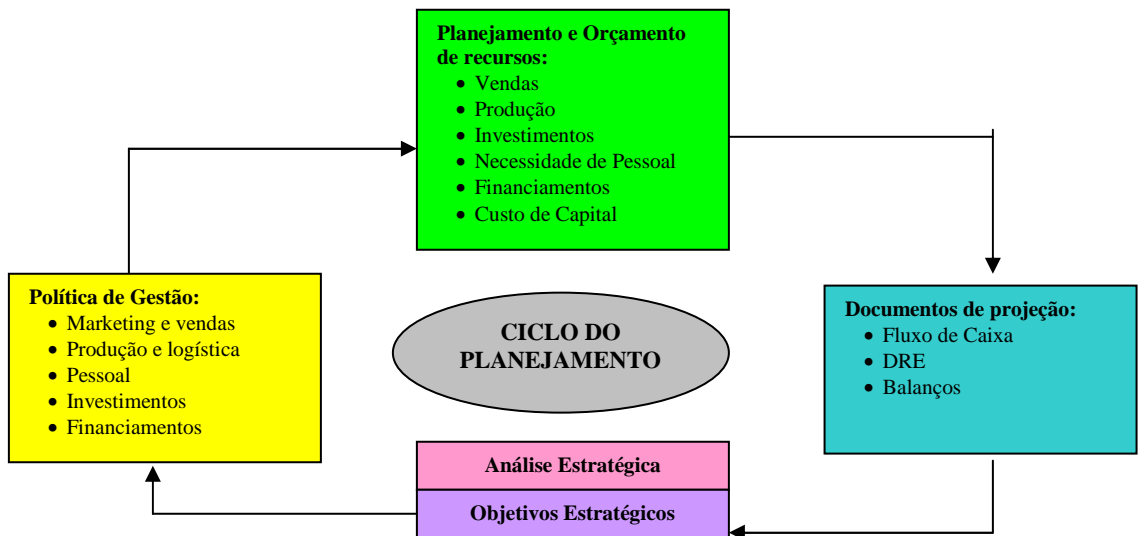 Planejamento e Orçamento
de recursos:
• Vendas
• Produção
• Investimentos
• Necessidade de Pessoal
• Financiamentos
• Custo de Capital
Política de Gestão:
• Marketing e vendas
• Produção e logística
• Pessoal
• Investimentos
• Financiamentos
CICLO DO
PLANEJAMENTO
Documentos de projeção:
• Fluxo de Caixa
• DRE
• Balanços
Análise Estratégica
Objetivos Estratégicos